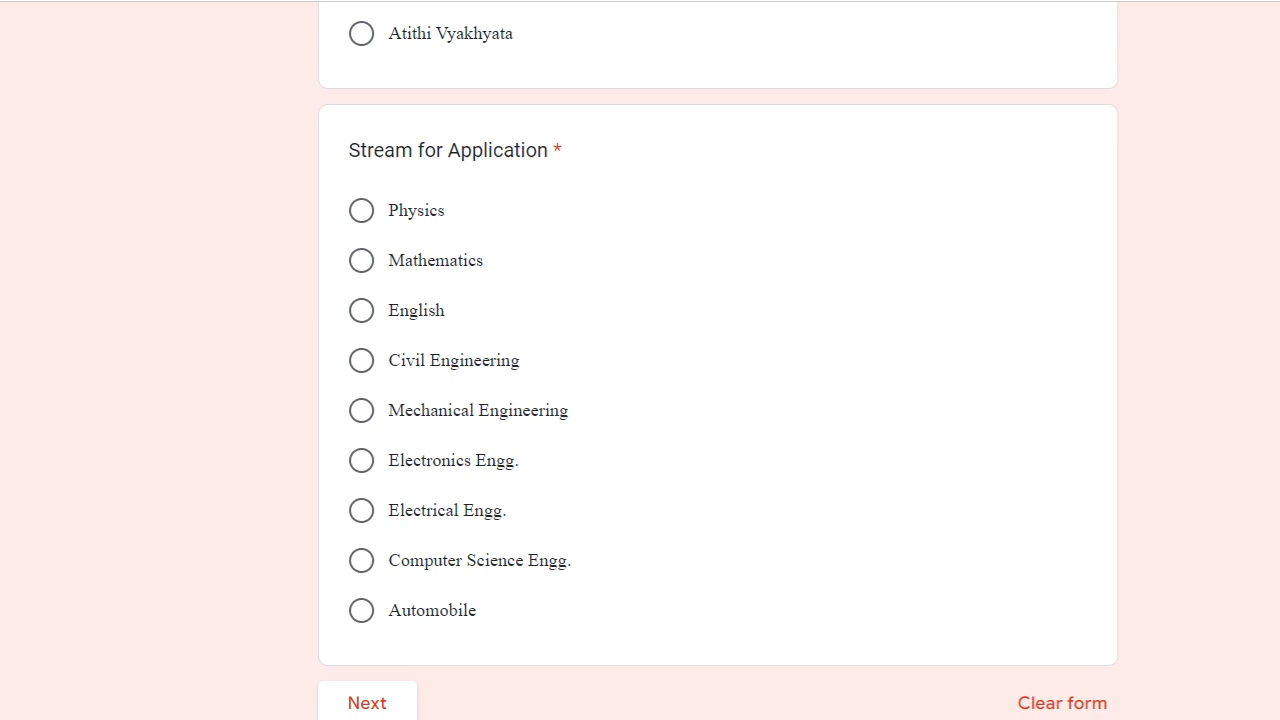 Atithi Vyakhyata
Stream for Application *
Physics
Mathematics
English
Civil Engineering
Mechanical Engineering
Electronics Engg.
Electrical Engg.
Computer Science Engg.
Automobile
Next
Clear form